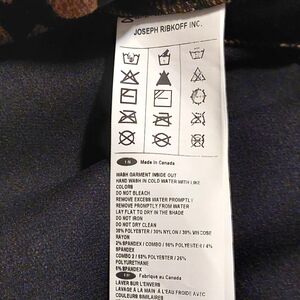 JOSEPH RIBKOFF INC.
Made in Canada
WASH GARMENT INSIDE OUT
HAND WASH IN COLD WATER WITH LIKE
COLORS
DO NOT BLEACH
REMOVE EXCESS WATER PROMPTLY
REMOVE PROMPTLY FROM WATER
LAY FLAT TO DRY IN THE SHADE
DO NOT IRON
DO NOT DRY CLEAN
POLYESTER / 30% NYLON / 30% VISCOSE
RAYON
2% SPANDEX / COMBO / 96% POLYESTER / 4%
SPANDEX
COMBO 2 / 68% POLYESTER / 26%
POLYURETHANE
6% SPANDEX
Fabriqué au Canada
LAVER SUR L'ENVERS
LAVAGE A LA MAIN A L'EAU FROIDE AVEC
COULEURS SIMILAIRES